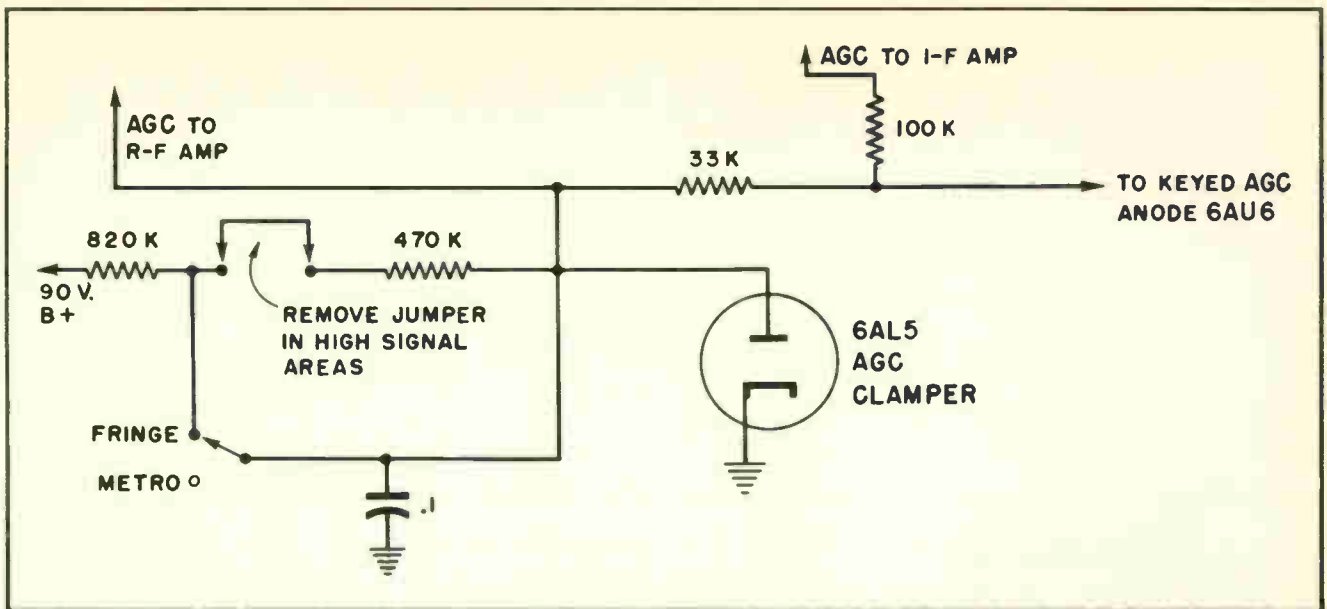 AGC TO I-F AMP
AGC TO
R-F AMP
100 K
33 K
TO KEYED AGC
ANODE 6AU6
820 K
470 K
90 V.
B+
REMOVE JUMPER
IN HIGH SIGNAL
AREAS
6AL5
AGC
CLAMPER
FRINGE
METRO
.1